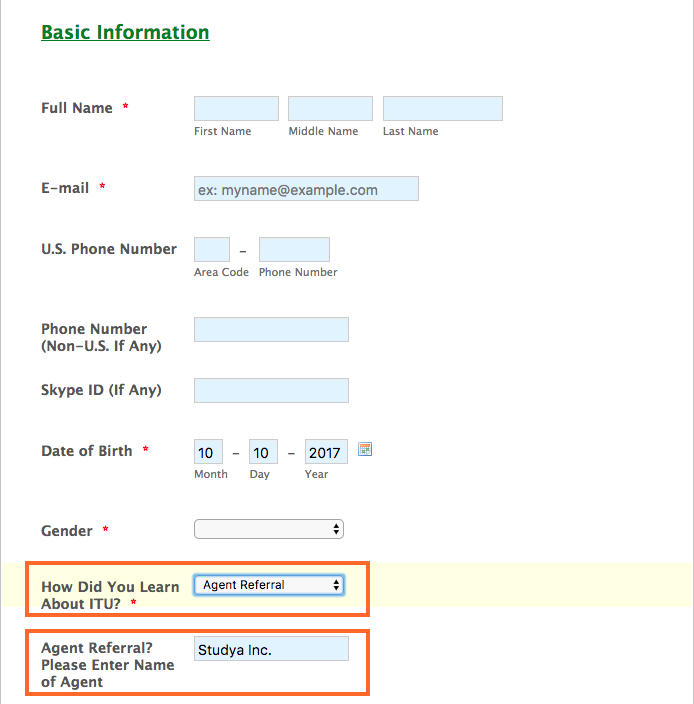 Basic Information
Full Name *
First Name Middle Name Last Name
E-mail * ex: myname@example.com
U.S. Phone Number –
Area Code Phone Number
Phone Number
(Non-U.S. If Any)
Skype ID (If Any)
Date of Birth * 10 – 10 – 2017
Month Day Year
Gender *
How Did You Learn
About ITU? *
Agent Referral
Agent Referral?
Please Enter Name
of Agent
Studya Inc.